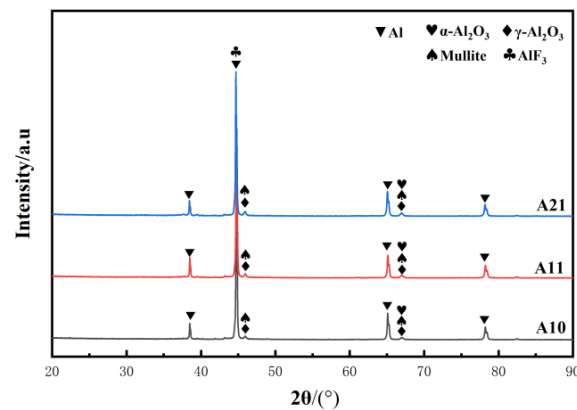 ▼Al ♥α-Al₂O₃ ♦γ-Al₂O₃
♠Mullite ♣AlF₃
Intensity/a.u
A21
A11
A10
20 30 40 50 60 70 80 90
2θ/(°)